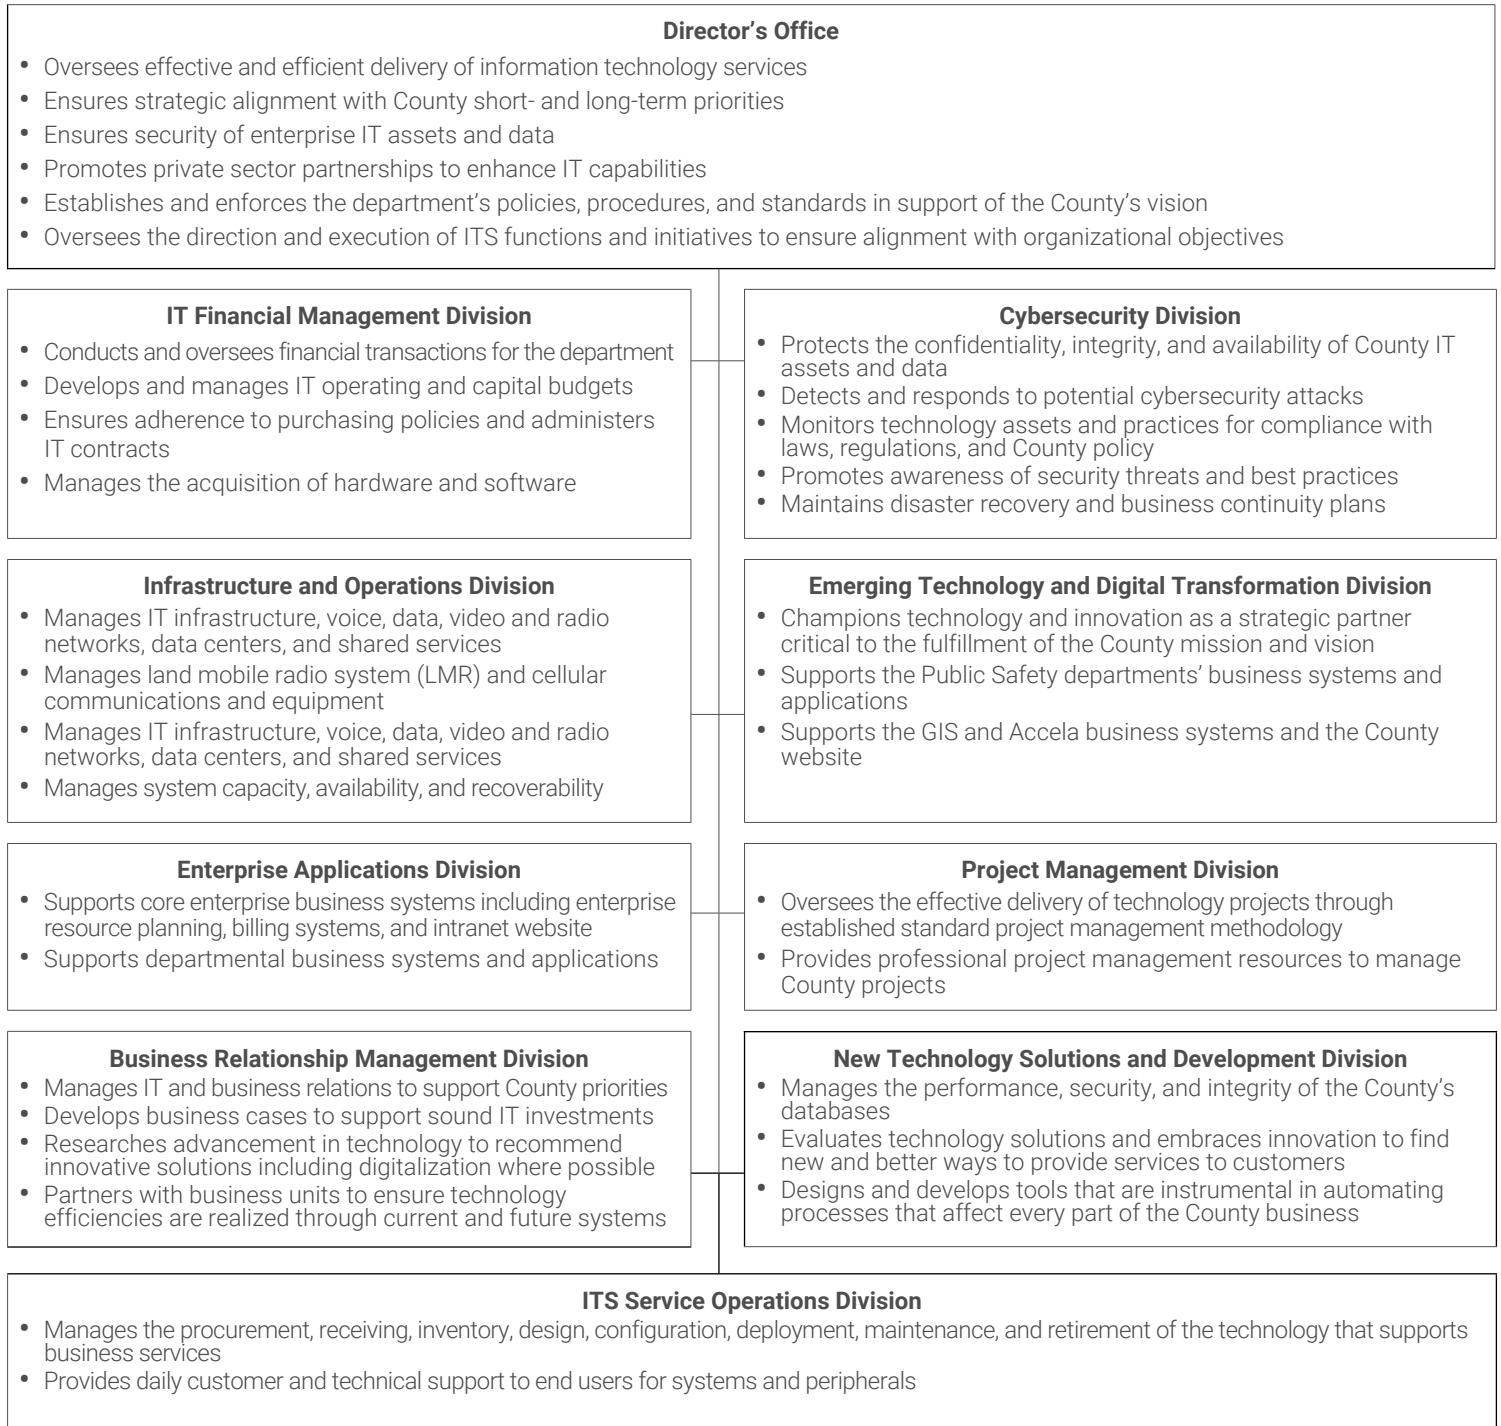 Director’s Office
• Oversees effective and efficient delivery of information technology services
• Ensures strategic alignment with County short- and long-term priorities
• Ensures security of enterprise IT assets and data
• Promotes private sector partnerships to enhance IT capabilities
• Establishes and enforces the department’s policies, procedures, and standards in support of the County’s vision
• Oversees the direction and execution of ITS functions and initiatives to ensure alignment with organizational objectives
IT Financial Management Division
• Conducts and oversees financial transactions for the department
• Develops and manages IT operating and capital budgets
• Ensures adherence to purchasing policies and administers
IT contracts
• Manages the acquisition of hardware and software
Cybersecurity Division
• Protects the confidentiality, integrity, and availability of County IT
assets and data
• Detects and responds to potential cybersecurity attacks
• Monitors technology assets and practices for compliance with
laws, regulations, and County policy
• Promotes awareness of security threats and best practices
• Maintains disaster recovery and business continuity plans
Infrastructure and Operations Division
• Manages IT infrastructure, voice, data, video and radio
networks, data centers, and shared services
• Manages land mobile radio system (LMR) and cellular
communications and equipment
• Manages IT infrastructure, voice, data, video and radio
networks, data centers, and shared services
• Manages system capacity, availability, and recoverability
Emerging Technology and Digital Transformation Division
• Champions technology and innovation as a strategic partner
critical to the fulfillment of the County mission and vision
• Supports the Public Safety departments’ business systems and
applications
• Supports the GIS and Accela business systems and the County
website
Enterprise Applications Division
• Supports core enterprise business systems including enterprise
resource planning, billing systems, and intranet website
• Supports departmental business systems and applications
Project Management Division
• Oversees the effective delivery of technology projects through
established standard project management methodology
• Provides professional project management resources to manage
County projects
Business Relationship Management Division
• Manages IT and business relations to support County priorities
• Develops business cases to support sound IT investments
• Researches advancement in technology to recommend
innovative solutions including digitalization where possible
• Partners with business units to ensure technology
efficiencies are realized through current and future systems
New Technology Solutions and Development Division
• Manages the performance, security, and integrity of the County’s
databases
• Evaluates technology solutions and embraces innovation to find
new and better ways to provide services to customers
• Designs and develops tools that are instrumental in automating
processes that affect every part of the County business
ITS Service Operations Division
• Manages the procurement, receiving, inventory, design, configuration, deployment, maintenance, and retirement of the technology that supports
business services
• Provides daily customer and technical support to end users for systems and peripherals